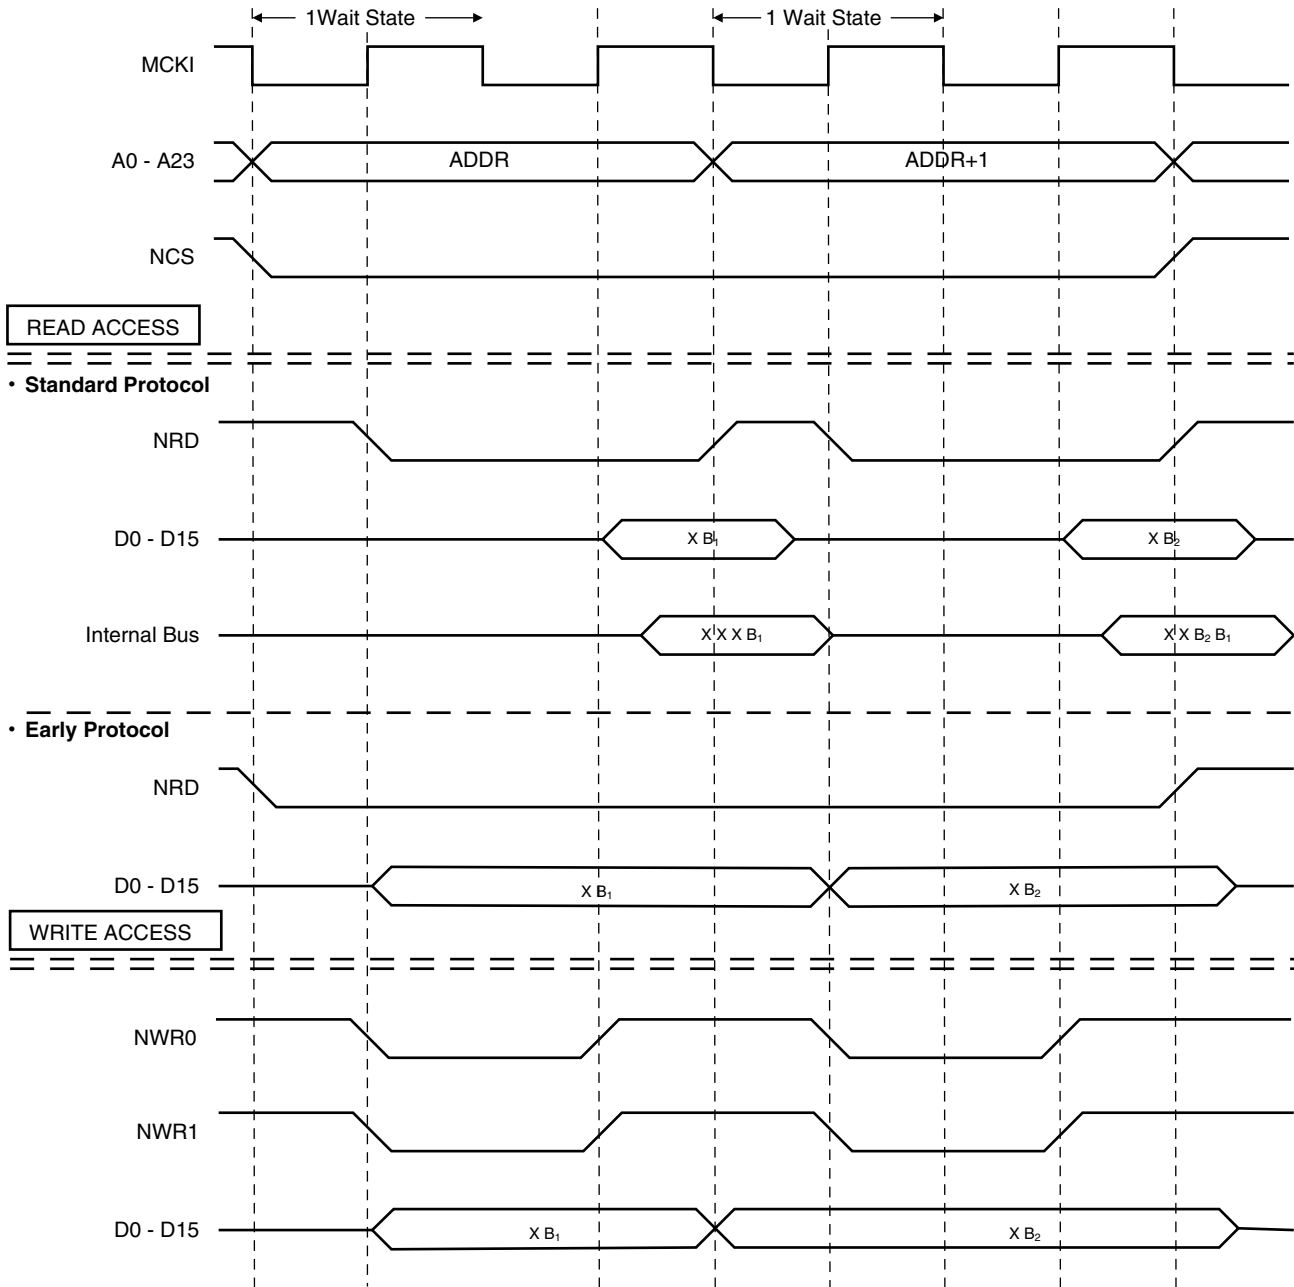 1Wait State
1 Wait State
MCKI
A0 - A23
ADDR
ADDR+1
NCS
READ ACCESS
• Standard Protocol
NRD
D0 - D15
X B₁
X B₂
Internal Bus
X X X B₁
X X B₂ B₁
• Early Protocol
NRD
D0 - D15
X B₁
X B₂
WRITE ACCESS
NWR0
NWR1
D0 - D15
X B₁
X B₂